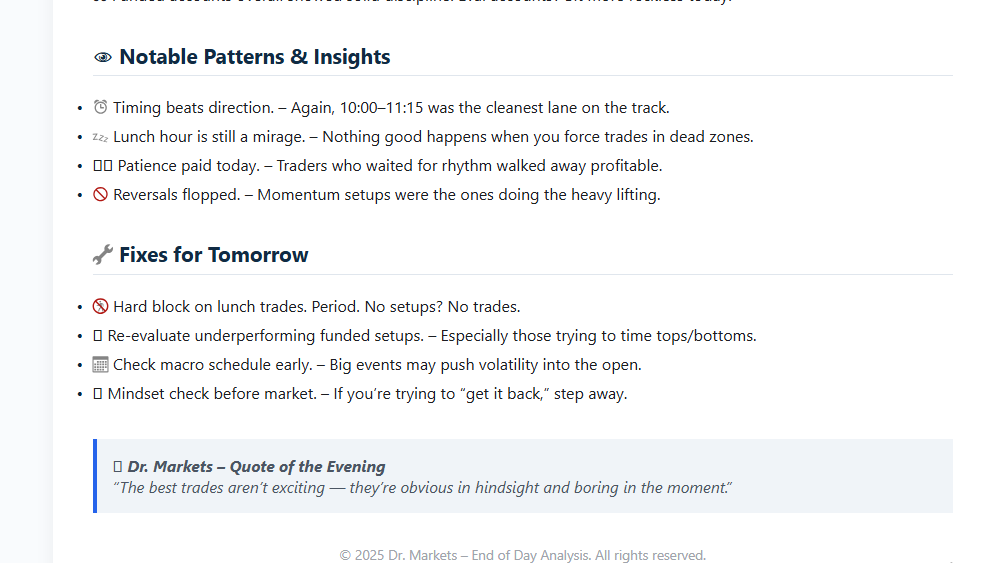 👁 Notable Patterns & Insights
• ⏰ Timing beats direction. – Again, 10:00–11:15 was the cleanest lane on the track.
• 💤 Lunch hour is still a mirage. – Nothing good happens when you force trades in dead zones.
• Patience paid today. – Traders who waited for rhythm walked away profitable.
• 🚫 Reversals flopped. – Momentum setups were the ones doing the heavy lifting.
🔧 Fixes for Tomorrow
• 🚷 Hard block on lunch trades. Period. No setups? No trades.
• Re-evaluate underperforming funded setups. – Especially those trying to time tops/bottoms.
• 📅 Check macro schedule early. – Big events may push volatility into the open.
• Mindset check before market. – If you’re trying to “get it back,” step away.
Dr. Markets – Quote of the Evening
“The best trades aren’t exciting — they’re obvious in hindsight and boring in the moment.”
© 2025 Dr. Markets – End of Day Analysis. All rights reserved.